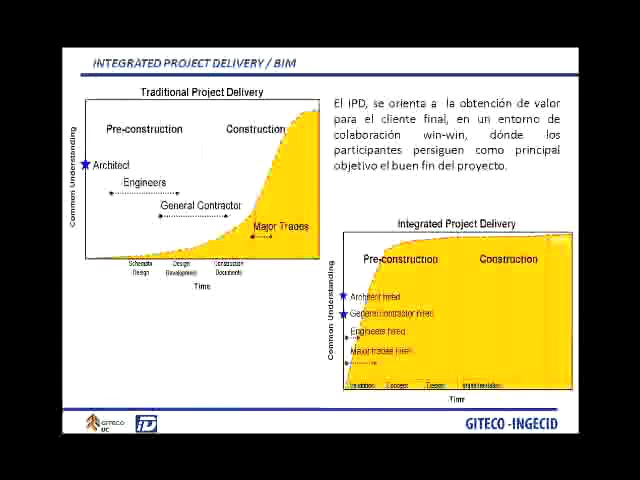 INTEGRATED PROJECT DELIVERY / BIM
Traditional Project Delivery
Pre-construction
Construction
Architect
Engineers
General Contractor
Major Trades
Common Understanding
Schematic
Design
Design
Construction
Documents
Time
El IPD, se orienta a la obtención de valor
para el cliente final, en un entorno de
colaboración win-win, dónde los
participantes persiguen como principal
objetivo el buen fin del proyecto.
Integrated Project Delivery
Pre-construction
Construction
Architect hired
General contractor hired
Engineers hired
Major trades hired
Common Understanding
Time
GITECO
UC
iD
GITECO -INGECID